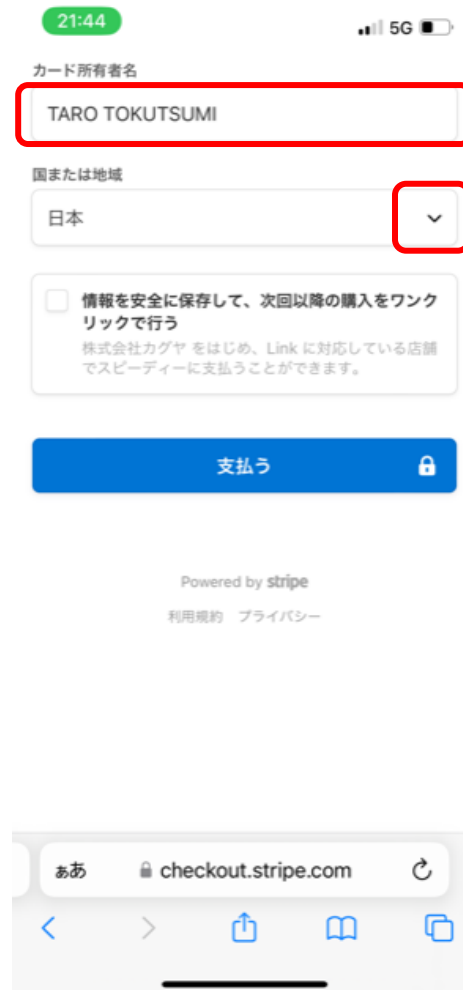 21:44
5G
カード所有者名
TARO TOKUTSUMI
国または地域
日本
情報を安全に保存して、次回以降の購入をワンク
リックで行う
株式会社カグヤ をはじめ、Link に対応している店舗
でスピーディーに支払うことができます。
支払う
Powered by stripe
利用規約 プライバシー
ぁあ checkout.stripe.com